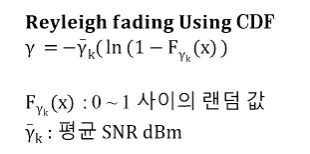 Reyleigh fading Using CDF
γ = −γ̄ₖ(ln (1 − F_γₖ(x) )
F_γₖ(x) : 0 ~ 1 사이의 랜덤 값
γ̄ₖ : 평균 SNR dBm